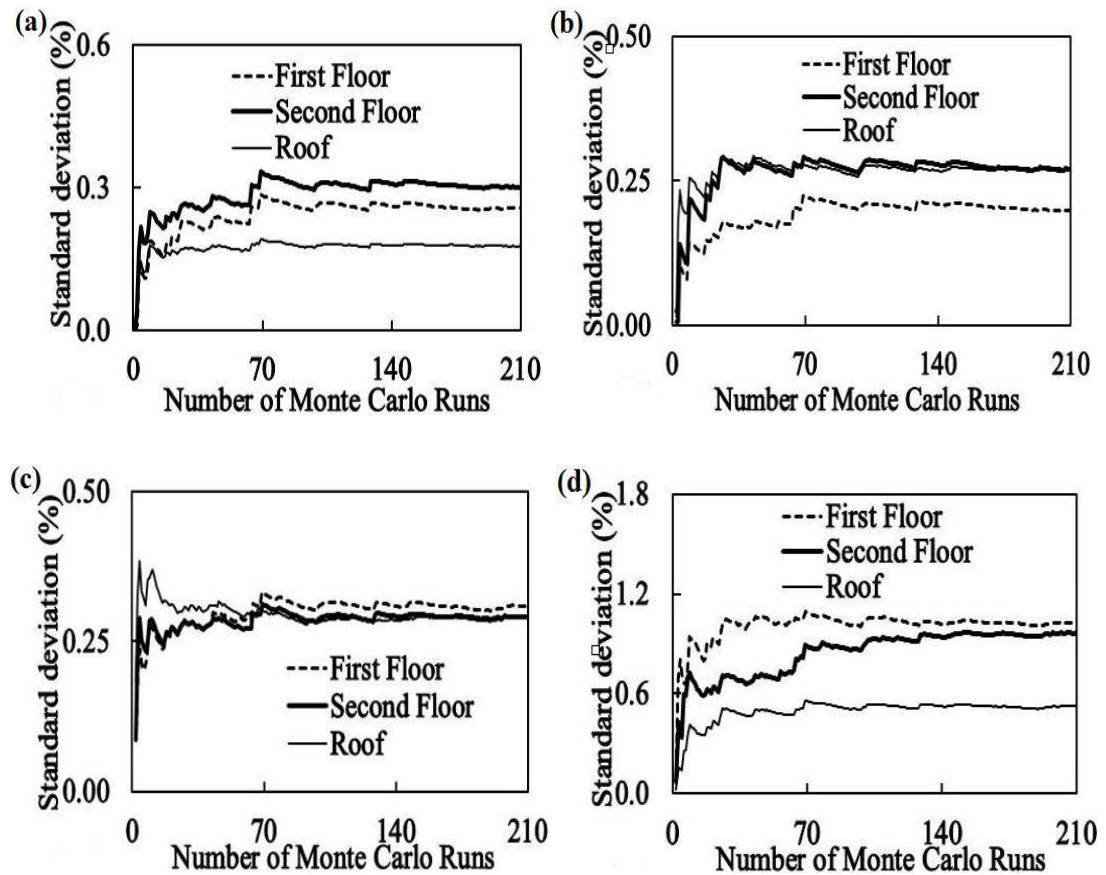 (a)
Standard deviation (%)
0.6
0.3
0.0
First Floor
Second Floor
Roof
0
70
140
210
Number of Monte Carlo Runs
(b)
Standard deviation (%)
0.50
0.25
0.00
First Floor
Second Floor
Roof
0
70
140
210
Number of Monte Carlo Runs
(c)
Standard deviation (%)
0.50
0.25
0.00
First Floor
Second Floor
Roof
0
70
140
210
Number of Monte Carlo Runs
(d)
Standard deviation (%)
1.8
1.2
0.6
0.0
First Floor
Second Floor
Roof
0
70
140
210
Number of Monte Carlo Runs